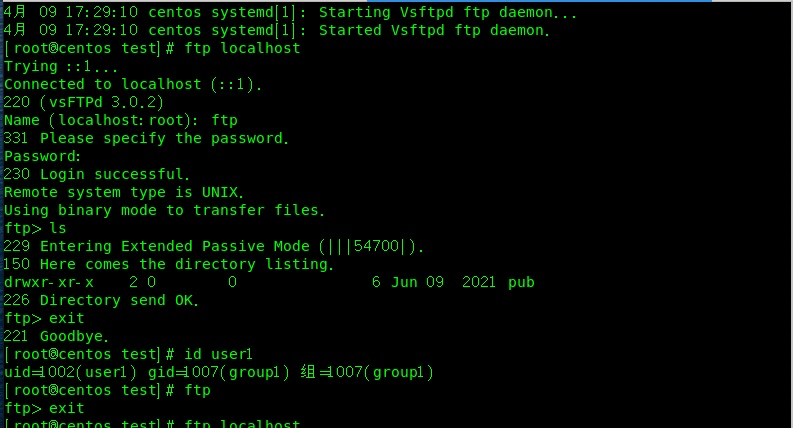 4月 09 17:29:10 centos systemd[1]: Starting Vsftpd ftp daemon...
4月 09 17:29:10 centos systemd[1]: Started Vsftpd ftp daemon.
[root@centos test]# ftp localhost
Trying ::1...
Connected to localhost (::1).
220 (vsFTPd 3.0.2)
Name (localhost:root): ftp
331 Please specify the password.
Password:
230 Login successful.
Remote system type is UNIX.
Using binary mode to transfer files.
ftp> ls
229 Entering Extended Passive Mode (|||54700|).
150 Here comes the directory listing.
drwxr-xr-x    2 0        0               6 Jun 09  2021 pub
226 Directory send OK.
ftp> exit
221 Goodbye.
[root@centos test]# id user1
uid=1002(user1) gid=1007(group1) 组=1007(group1)
[root@centos test]# ftp
ftp> exit
[root@centos test]# ftp localhost